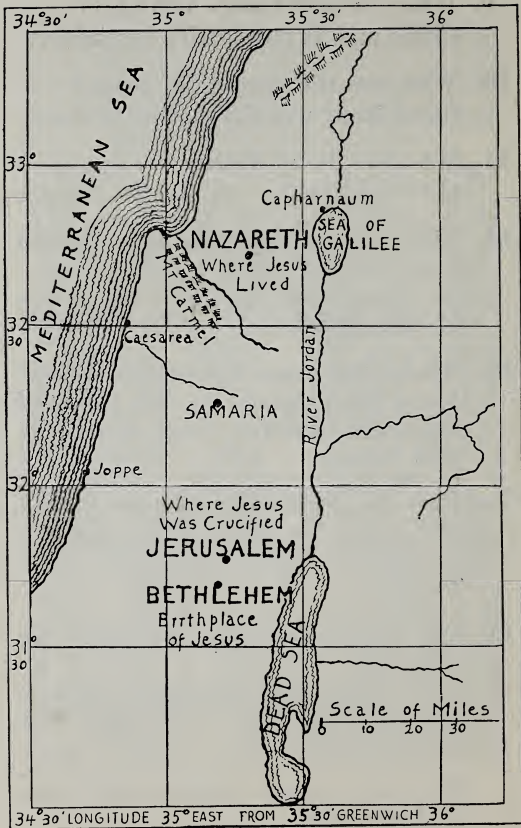 34°30' 35° 35°30' 36°
MEDITERRANEAN SEA
33°
Capharnaum
SEA OF
GALILEE
NAZARETH
Where Jesus
Lived
Mt Carmel
32°
30
Caesarea
River Jordan
SAMARIA
Joppe
32°
Where Jesus
Was Crucified
JERUSALEM
BETHLEHEM
Birthplace
of Jesus
31°
30
DEAD SEA
Scale of Miles
0 10 20 30
34°30' LONGITUDE 35° EAST FROM 35°30' GREENWICH 36°